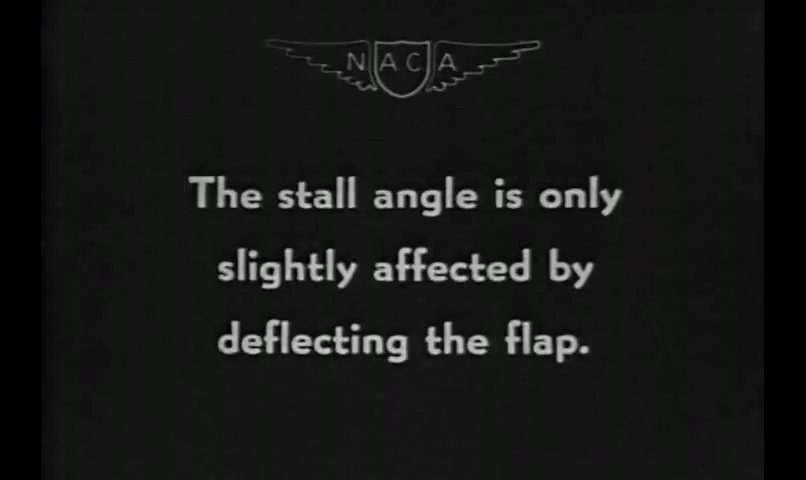 NACA
The stall angle is only
slightly affected by
deflecting the flap.